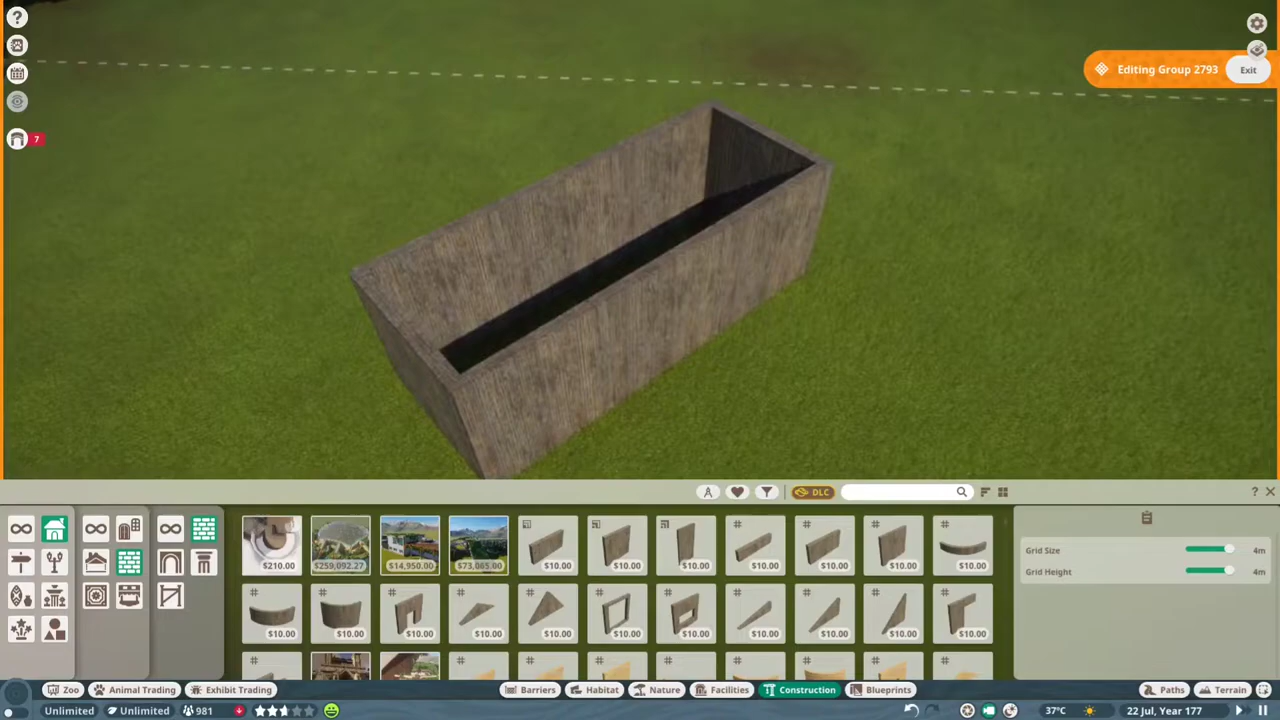 ?
Editing Group 2793
Exit
7
DLC
?
$210.00
$259,092.27
$14,950.00
$73,065.00
$10.00
$10.00
$10.00
$10.00
$10.00
$10.00
$10.00
Grid Size
4m
Grid Height
4m
$10.00
$10.00
$10.00
$10.00
$10.00
$10.00
$10.00
$10.00
$10.00
$10.00
$10.00
Zoo
Animal Trading
Exhibit Trading
Barriers
Habitat
Nature
Facilities
Construction
Blueprints
Paths
Terrain
Unlimited
Unlimited
981
37°C
22 Jul, Year 177